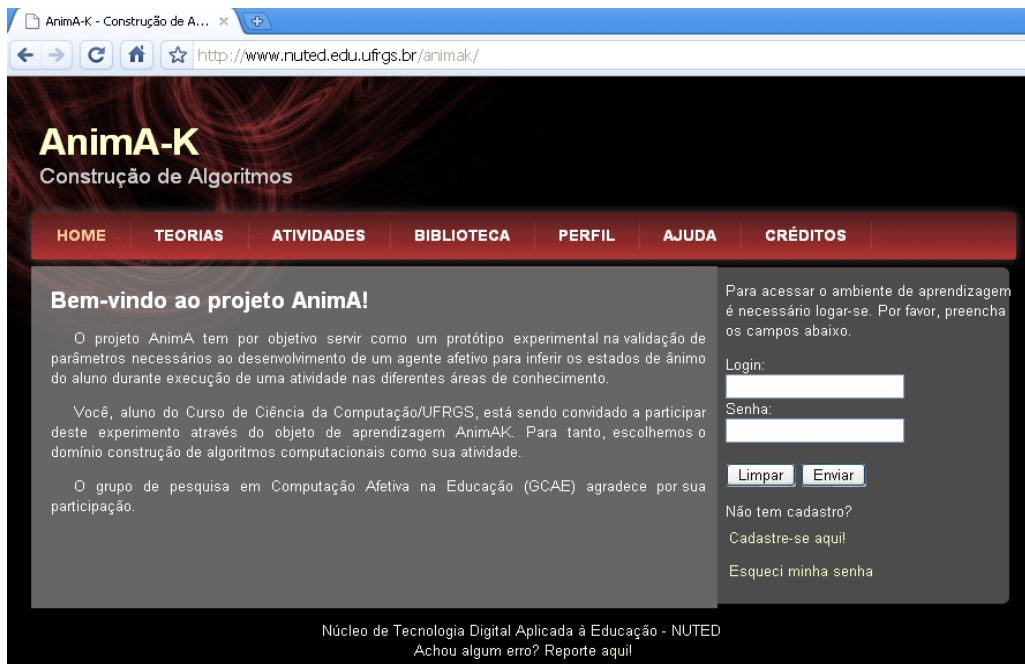 AnimA-K - Construção de A...
http://www.nuted.edu.ufrgs.br/animak/
AnimA-K
Construção de Algoritmos
HOME TEORIAS ATIVIDADES BIBLIOTECA PERFIL AJUDA CRÉDITOS
Bem-vindo ao projeto AnimA!
O projeto AnimA tem por objetivo servir como um protótipo experimental na validação de
parâmetros necessários ao desenvolvimento de um agente afetivo para inferir os estados de ânimo
do aluno durante execução de uma atividade nas diferentes áreas de conhecimento.
Você, aluno do Curso de Ciência da Computação/UFRGS, está sendo convidado a participar
deste experimento através do objeto de aprendizagem AnimAK. Para tanto, escolhemos o
domínio construção de algoritmos computacionais como sua atividade.
O grupo de pesquisa em Computação Afetiva na Educação (GCAE) agradece por sua
participação.
Para acessar o ambiente de aprendizagem
é necessário logar-se. Por favor, preencha
os campos abaixo.
Login:
Senha:
Limpar Enviar
Não tem cadastro?
Cadastre-se aqui!
Esqueci minha senha
Núcleo de Tecnologia Digital Aplicada à Educação - NUTED
Achou algum erro? Reporte aqui!